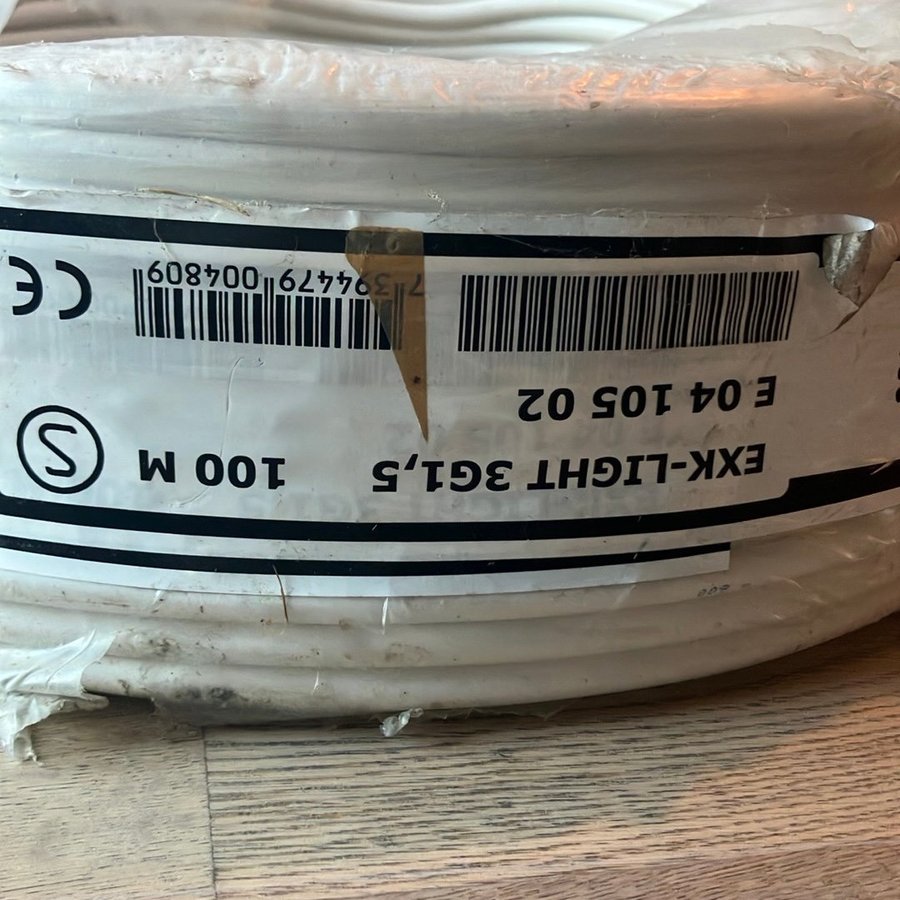 EXK-LIGHT 3G1,5 100 M
E 04 105 02
7 394479 004809
CE
S